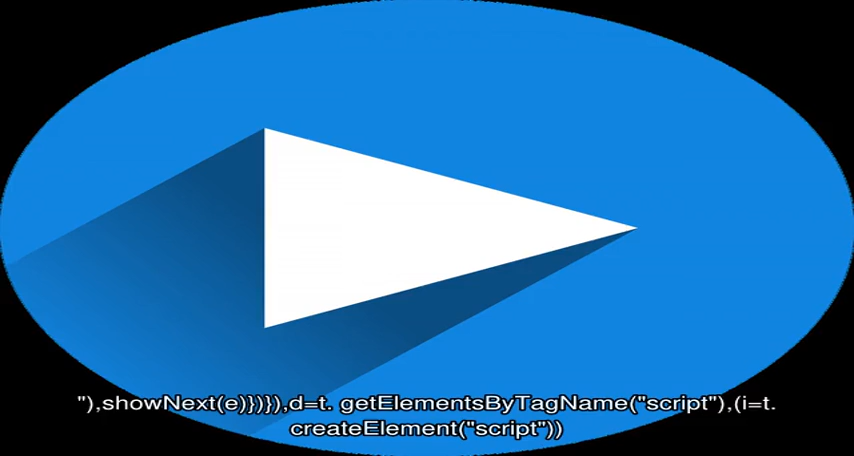 "),showNext(e)})}),d=t. getElementsByTagName("script"),(i=t.
createElement("script"))